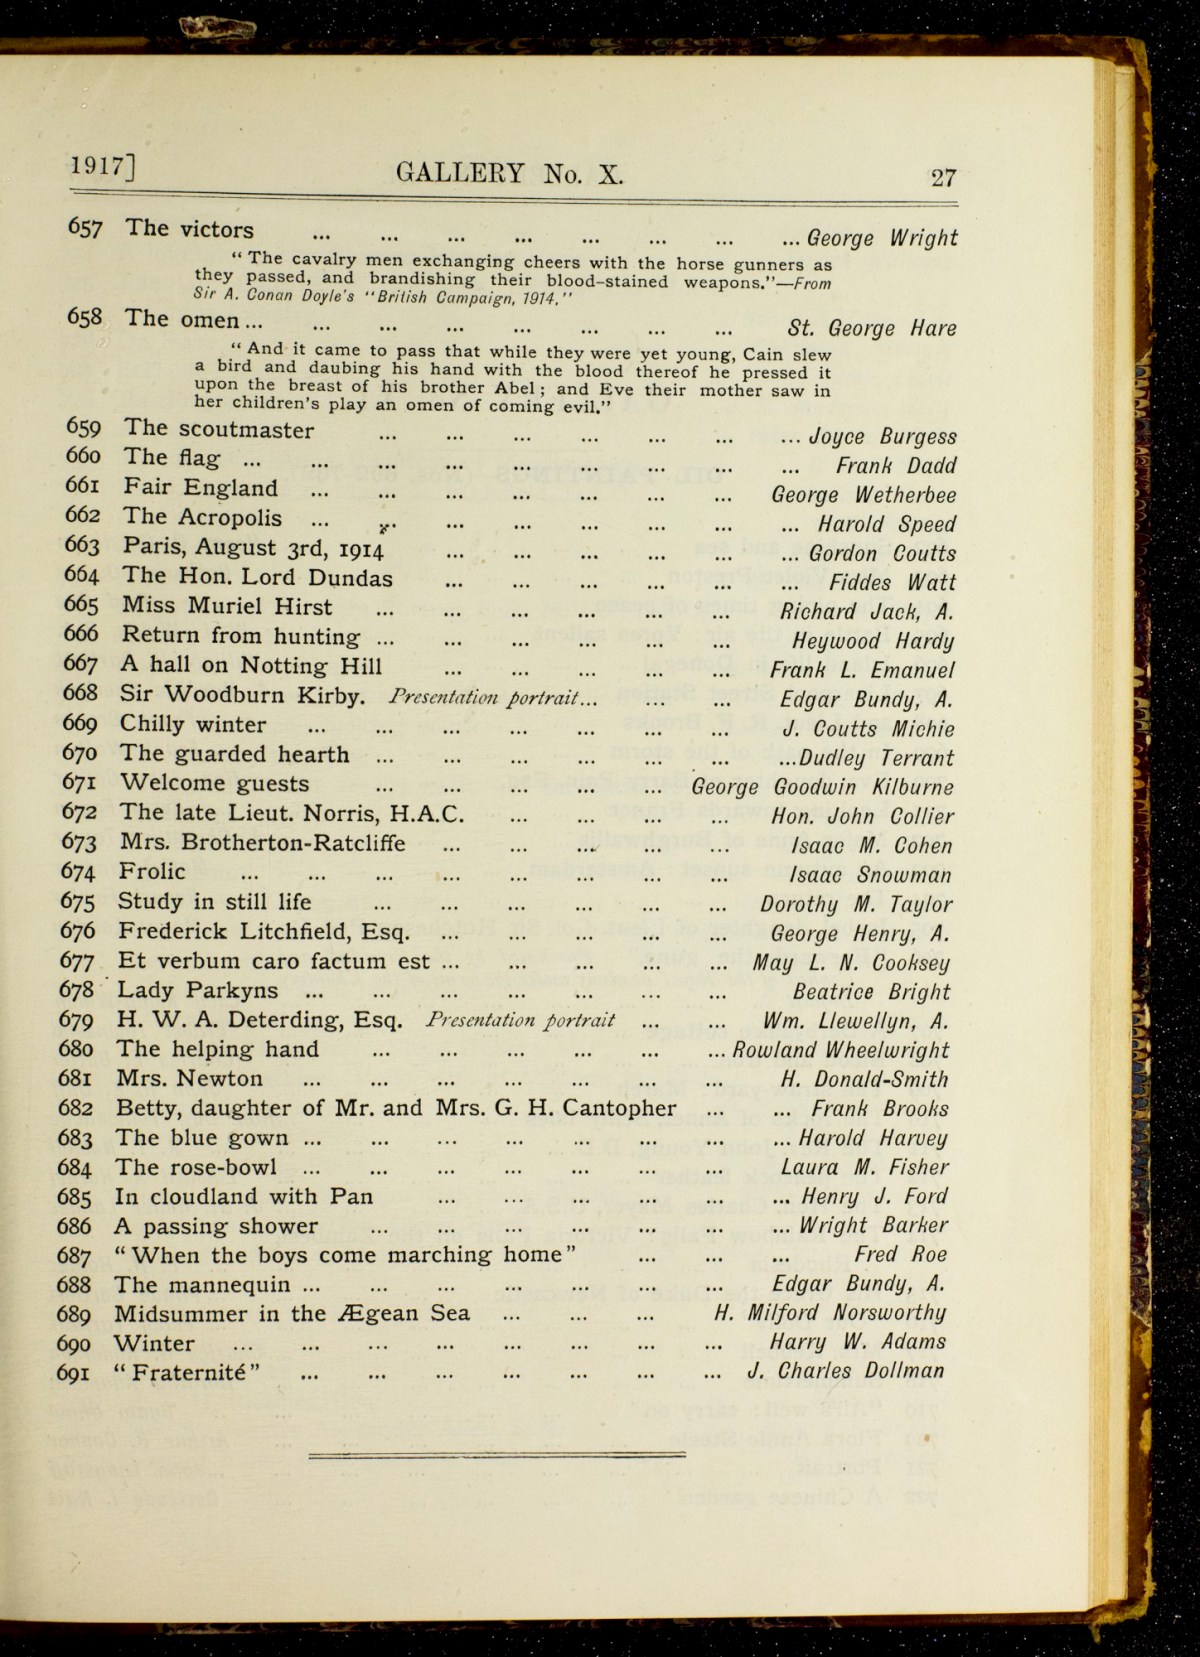 1917] GALLERY No. X. 27
657 The victors ... ... ... ... ... ... ... ... George Wright
“ The cavalry men exchanging cheers with the horse gunners as
they passed, and brandishing their blood-stained weapons.”—From
Sir A. Conan Doyle's “British Campaign, 1914.”
658 The omen ... ... ... ... ... ... ... ... St. George Hare
“ And it came to pass that while they were yet young, Cain slew
a bird and daubing his hand with the blood thereof he pressed it
upon the breast of his brother Abel ; and Eve their mother saw in
her children's play an omen of coming evil.”
659 The scoutmaster ... ... ... ... ... ... ... Joyce Burgess
660 The flag ... ... ... ... ... ... ... ... ... Frank Dadd
661 Fair England ... ... ... ... ... ... ... George Wetherbee
662 The Acropolis ... ... ... ... ... ... ... ... Harold Speed
663 Paris, August 3rd, 1914 ... ... ... ... ... ... Gordon Coutts
664 The Hon. Lord Dundas ... ... ... ... ... ... Fiddes Watt
665 Miss Muriel Hirst ... ... ... ... ... ... Richard Jack, A.
666 Return from hunting ... ... ... ... ... ... Heywood Hardy
667 A hall on Notting Hill ... ... ... ... ... Frank L. Emanuel
668 Sir Woodburn Kirby. Presentation portrait ... ... ... Edgar Bundy, A.
669 Chilly winter ... ... ... ... ... ... ... J. Coutts Michie
670 The guarded hearth ... ... ... ... ... ... ... Dudley Terrant
671 Welcome guests ... ... ... ... ... George Goodwin Kilburne
672 The late Lieut. Norris, H.A.C. ... ... ... ... Hon. John Collier
673 Mrs. Brotherton-Ratcliffe ... ... ... ... ... Isaac M. Cohen
674 Frolic ... ... ... ... ... ... ... ... Isaac Snowman
675 Study in still life ... ... ... ... ... ... Dorothy M. Taylor
676 Frederick Litchfield, Esq. ... ... ... ... ... George Henry, A.
677 Et verbum caro factum est ... ... ... ... ... May L. N. Cooksey
678 Lady Parkyns ... ... ... ... ... ... ... Beatrice Bright
679 H. W. A. Deterding, Esq. Presentation portrait ... ... Wm. Llewellyn, A.
680 The helping hand ... ... ... ... ... ... Rowland Wheelwright
681 Mrs. Newton ... ... ... ... ... ... ... H. Donald-Smith
682 Betty, daughter of Mr. and Mrs. G. H. Cantopher ... ... Frank Brooks
683 The blue gown ... ... ... ... ... ... ... ... Harold Harvey
684 The rose-bowl ... ... ... ... ... ... ... Laura M. Fisher
685 In cloudland with Pan ... ... ... ... ... ... Henry J. Ford
686 A passing shower ... ... ... ... ... ... ... Wright Barker
687 “ When the boys come marching home ” ... ... ... Fred Roe
688 The mannequin ... ... ... ... ... ... ... Edgar Bundy, A.
689 Midsummer in the Ægean Sea ... ... ... H. Milford Norsworthy
690 Winter ... ... ... ... ... ... ... ... Harry W. Adams
691 “ Fraternité ” ... ... ... ... ... ... ... J. Charles Dollman